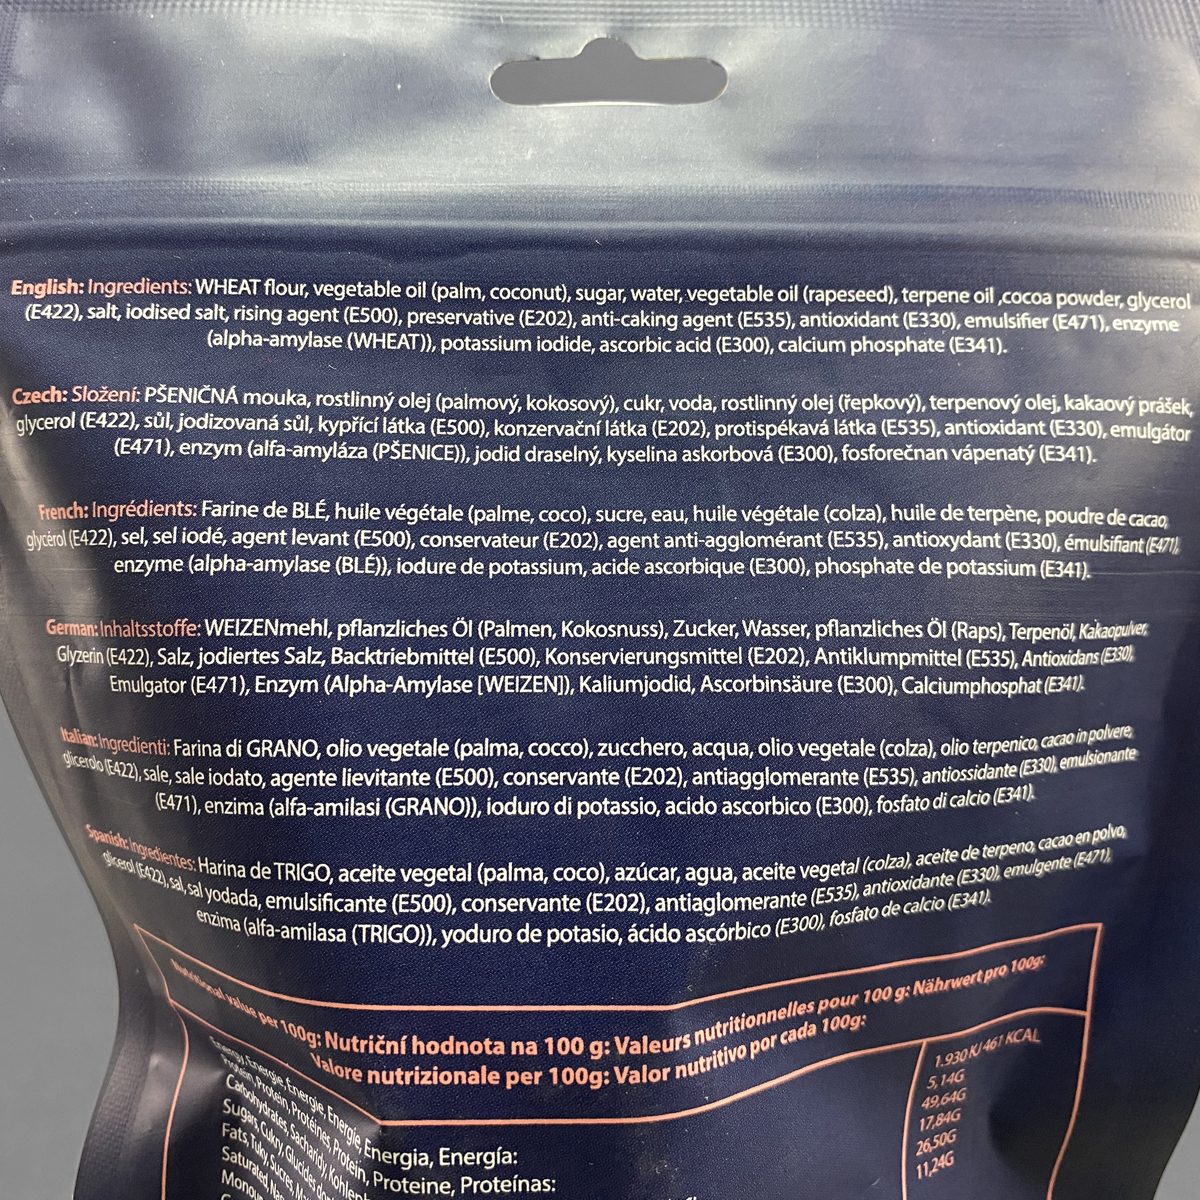 English: Ingredients: WHEAT flour, vegetable oil (palm, coconut), sugar, water, vegetable oil (rapeseed), terpene oil ,cocoa powder, glycerol
(E422), salt, iodised salt, rising agent (E500), preservative (E202), anti-caking agent (E535), antioxidant (E330), emulsifier (E471), enzyme
(alpha-amylase (WHEAT)), potassium iodide, ascorbic acid (E300), calcium phosphate (E341).
Czech: Složení: PŠENIČNÁ mouka, rostlinný olej (palmový, kokosový), cukr, voda, rostlinný olej (řepkový), terpenový olej, kakaový prášek,
glycerol (E422), sůl, jodizovaná sůl, kypřící látka (E500), konzervační látka (E202), protispékavá látka (E535), antioxidant (E330), emulgátor
(E471), enzym (alfa-amyláza (PŠENICE)), jodid draselný, kyselina askorbová (E300), fosforečnan vápenatý (E341).
French: Ingrédients: Farine de BLÉ, huile végétale (palme, coco), sucre, eau, huile végétale (colza), huile de terpène, poudre de cacao,
glycérol (E422), sel, sel iodé, agent levant (E500), conservateur (E202), agent anti-agglomérant (E535), antioxydant (E330), émulsifiant (E471),
enzyme (alpha-amylase (BLÉ)), iodure de potassium, acide ascorbique (E300), phosphate de potassium (E341).
German: Inhaltsstoffe: WEIZENmehl, pflanzliches Öl (Palmen, Kokosnuss), Zucker, Wasser, pflanzliches Öl (Raps), Terpenöl, Kakaopulver,
Glyzerin (E422), Salz, jodiertes Salz, Backtriebmittel (E500), Konservierungsmittel (E202), Antiklumpmittel (E535), Antioxidans (E330),
Emulgator (E471), Enzym (Alpha-Amylase [WEIZEN]), Kaliumjodid, Ascorbinsäure (E300), Calciumphosphat (E341).
Italian: Ingredienti: Farina di GRANO, olio vegetale (palma, cocco), zucchero, acqua, olio vegetale (colza), olio terpenico, cacao in polvere,
glicerolo (E422), sale, sale iodato, agente lievitante (E500), conservante (E202), antiagglomerante (E535), antiossidante (E330), emulsionante
(E471), enzima (alfa-amilasi (GRANO)), ioduro di potassio, acido ascorbico (E300), fosfato di calcio (E341).
Spanish: Ingredientes: Harina de TRIGO, aceite vegetal (palma, coco), azúcar, agua, aceite vegetal (colza), aceite de terpeno, cacao en polvo,
glicerol (E422), sal, sal yodada, emulsificante (E500), conservante (E202), antiaglomerante (E535), antioxidante (E330), emulgente (E471),
enzima (alfa-amilasa (TRIGO)), yoduro de potasio, ácido ascórbico (E300), fosfato de calcio (E341).
Nutritional value per 100g: Nutriční hodnota na 100 g: Valeurs nutritionnelles pour 100 g: Nährwert pro 100g:
Valore nutrizionale per 100g: Valor nutritivo por cada 100g:
Energy, Energie, Énergie, Energie, Energia, Energía:
1.930KJ/461 KCAL
Protein, Protein, Protéines, Protein, Proteine, Proteínas:
5,14G
Carbohydrates, Sacharidy,
49,64G
Sugars, Cukry, Glucides
17,84G
Fats, Tuky,
26,50G
Saturated,
11,24G